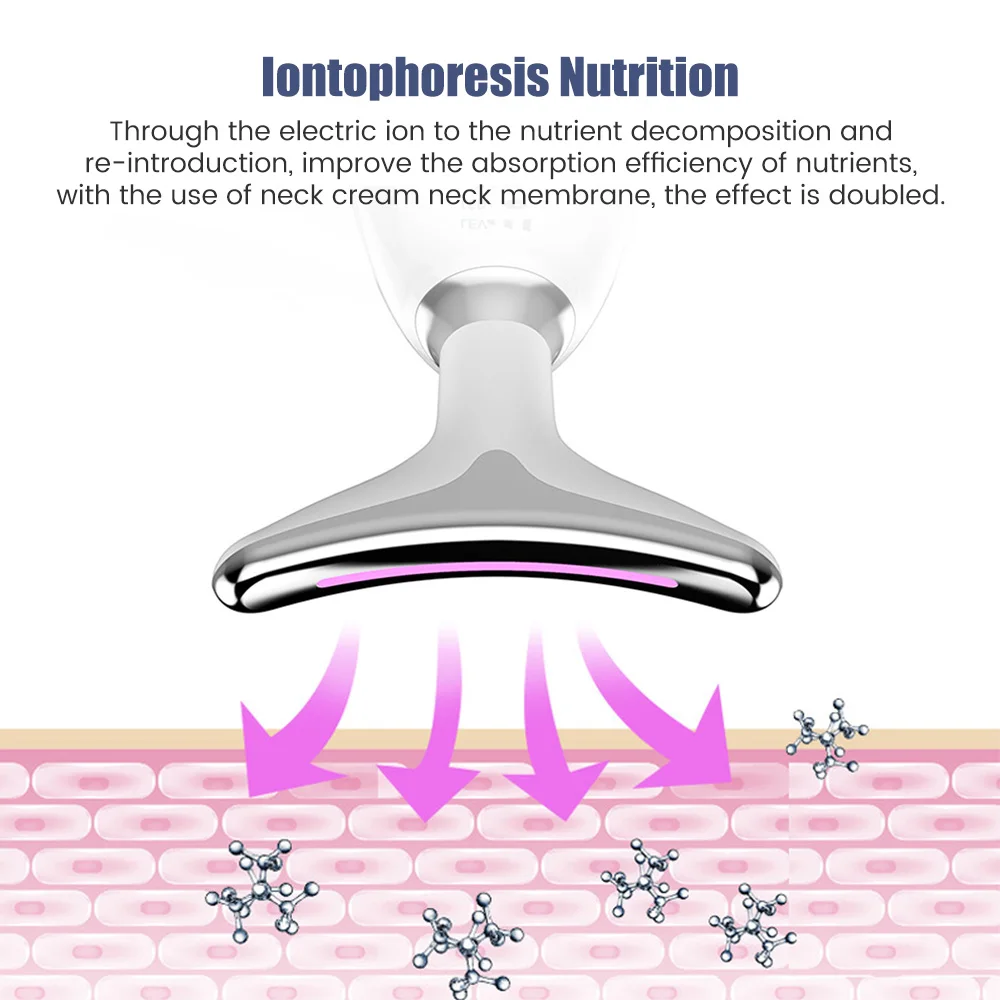 Iontophoresis Nutrition
Through the electric ion to the nutrient decomposition and
re-introduction, improve the absorption efficiency of nutrients,
with the use of neck cream neck membrane, the effect is doubled.